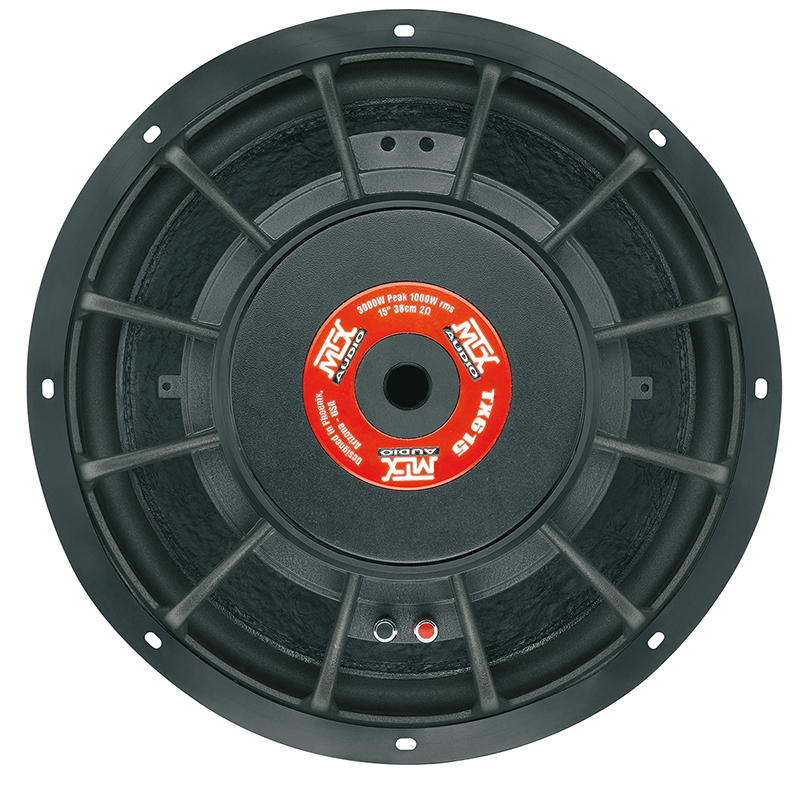 3000W Peak 1000W rms
15" 38cm 2Ω
MTX
AUDIO
MTX
AUDIO
TX615
MTX
AUDIO
Designed in Phoenix,
Arizona - USA